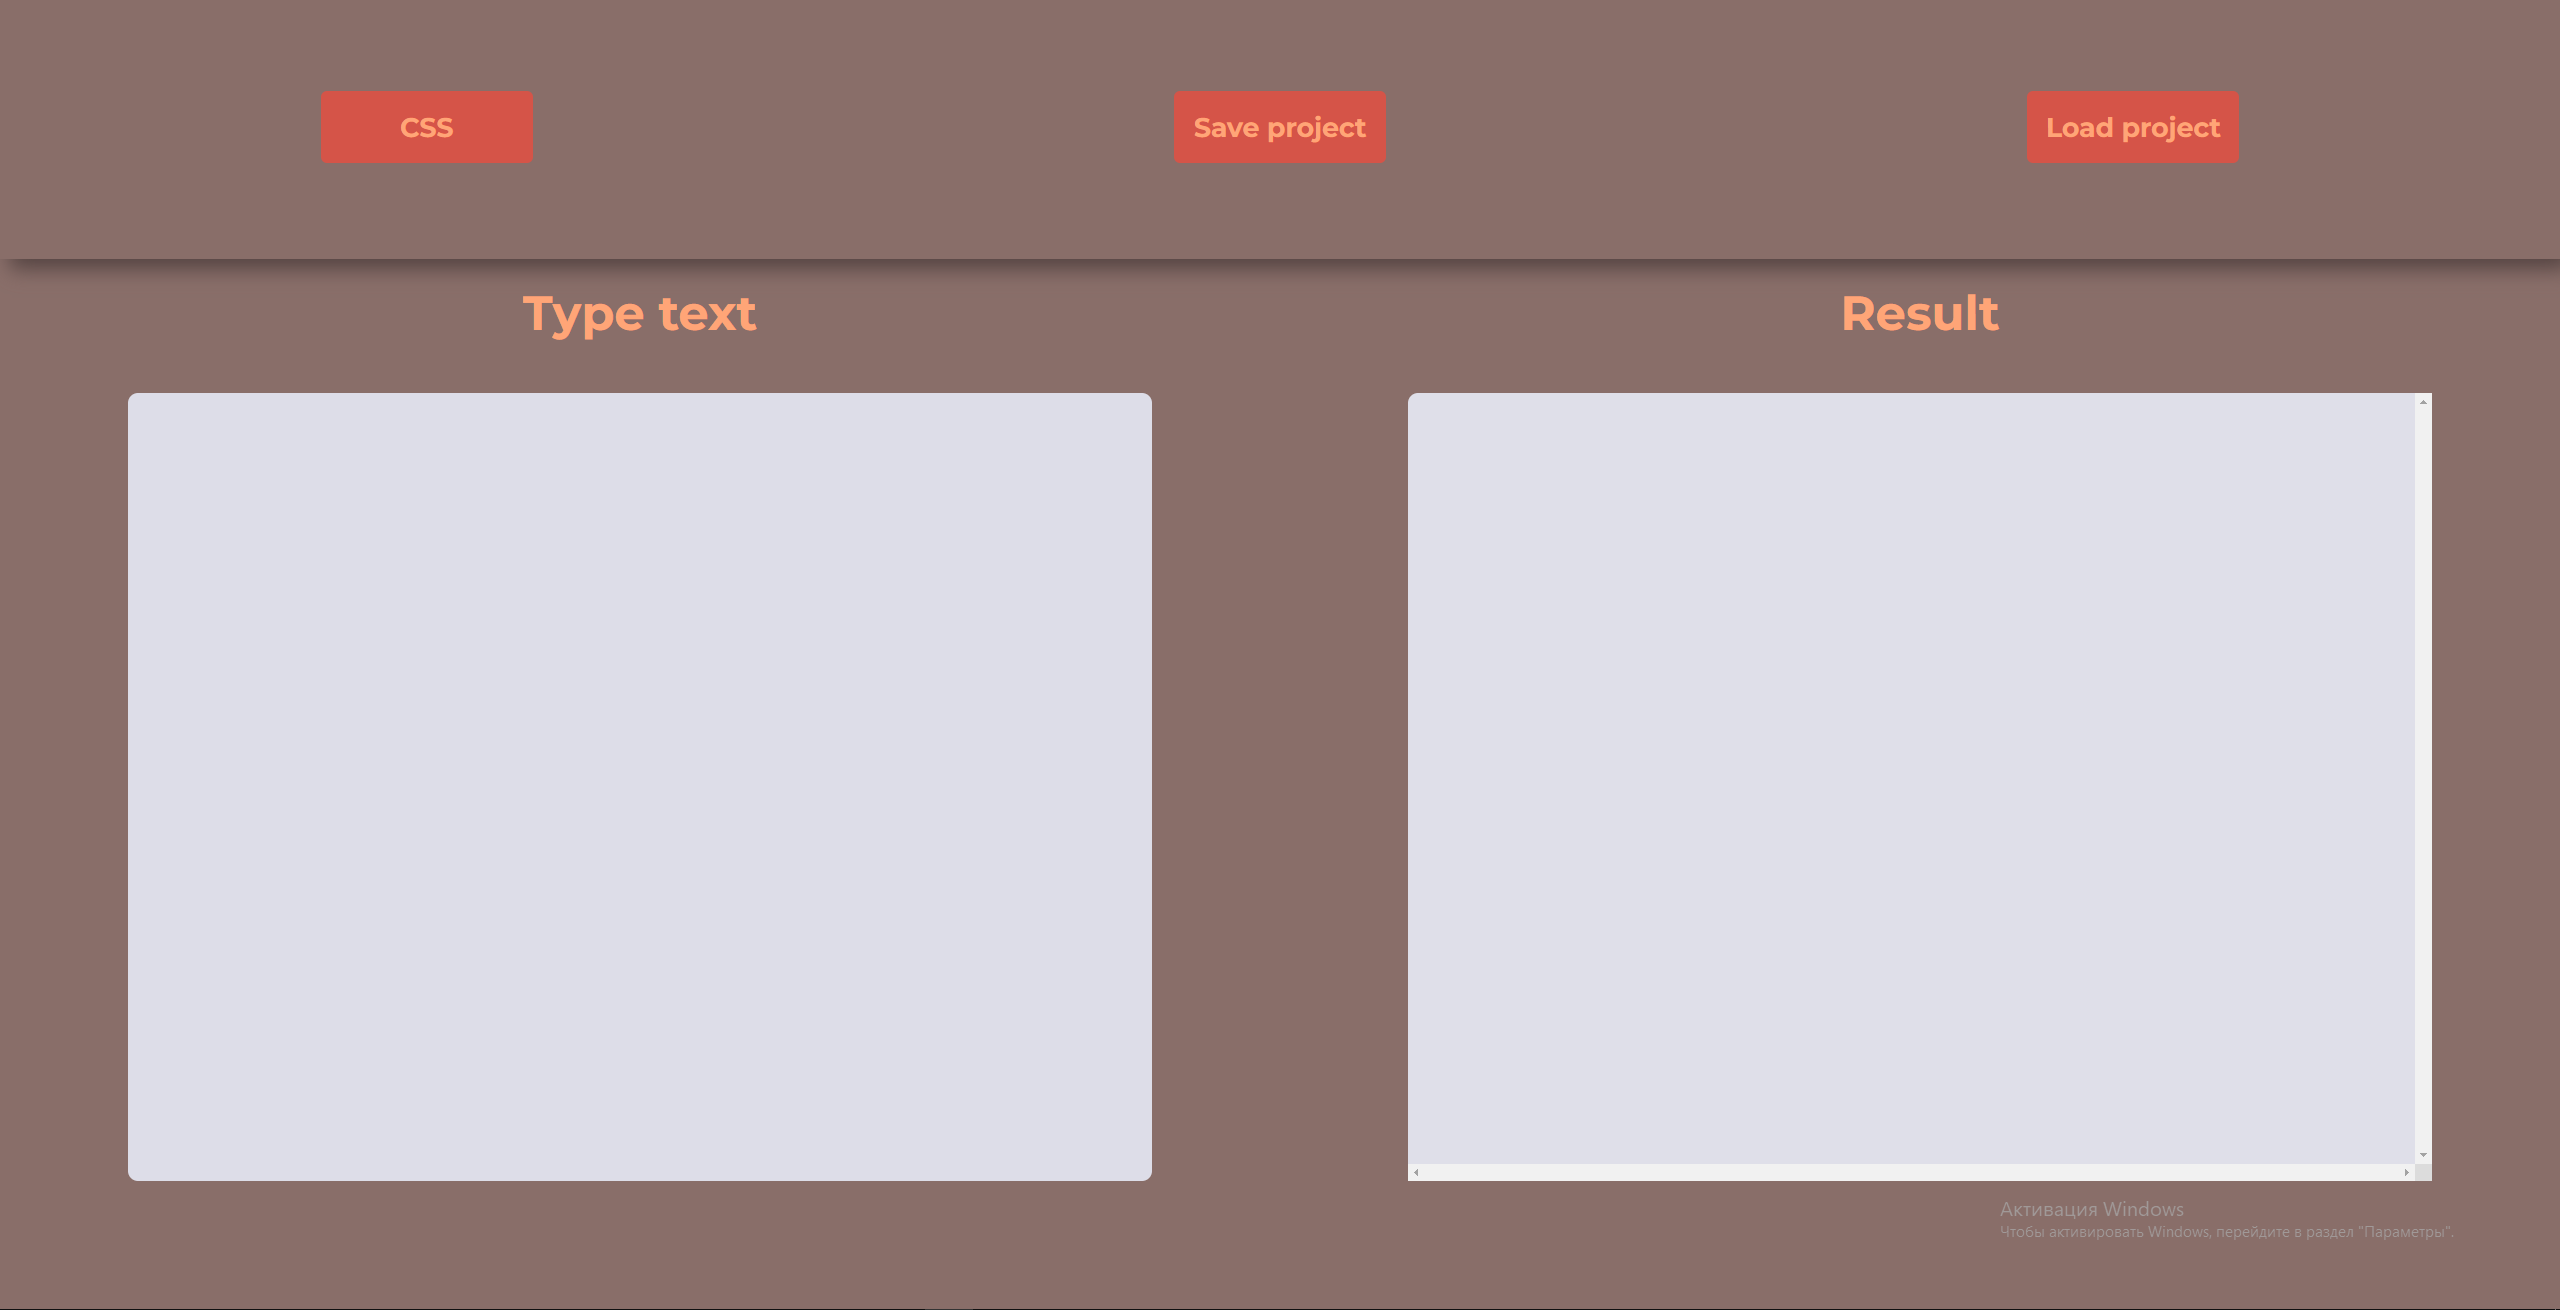 CSS
Save project
Load project
Type text
Result
Активация Windows
Чтобы активировать Windows, перейдите в раздел "Параметры".